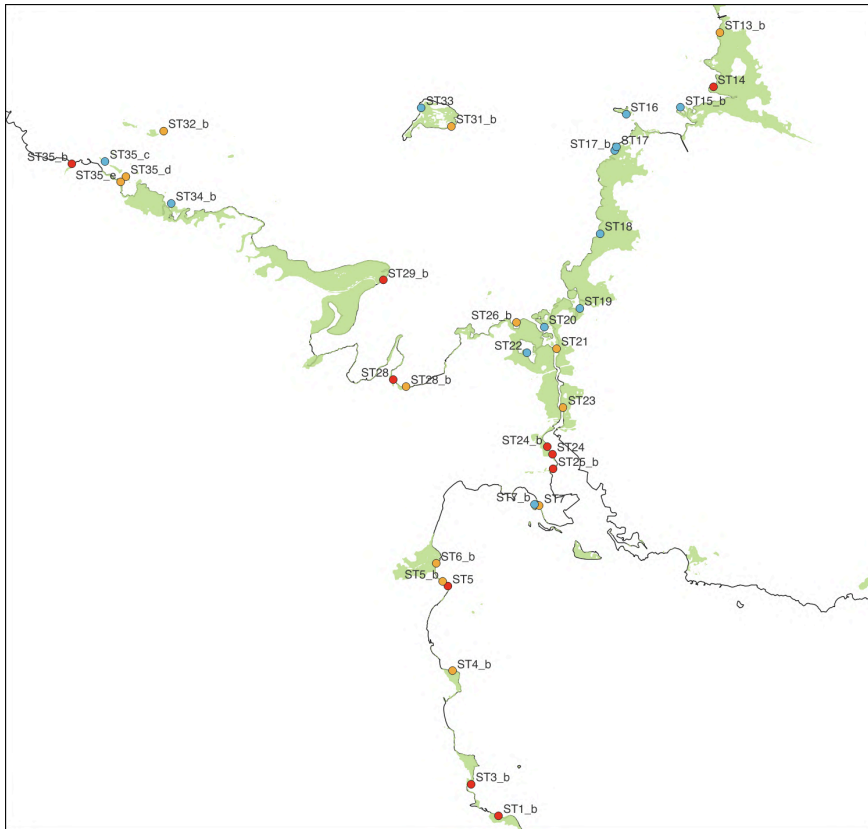 ST13_b
ST14
ST33
ST15_b
ST16
ST31_b
ST32_b
ST17
ST17_b
ST35_b
ST35_c
ST35_d
ST35_e
ST34_b
ST18
ST29_b
ST19
ST26_b
ST20
ST21
ST22
ST28
ST28_b
ST23
ST24_b
ST24
ST25_b
ST7_b
ST7
ST6_b
ST5_b
ST5
ST4_b
ST3_b
ST1_b